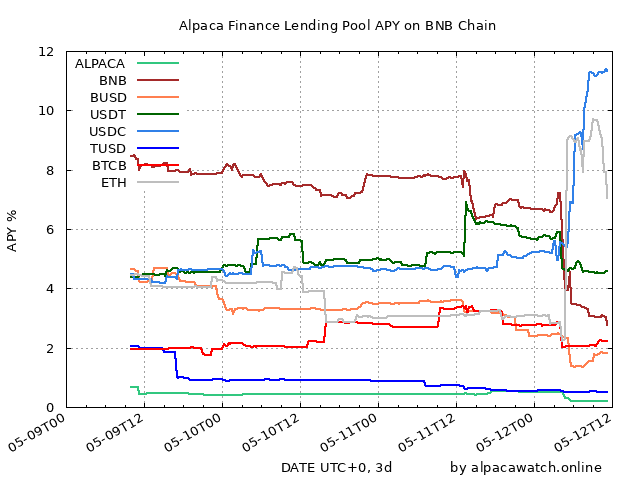 Alpaca Finance Lending Pool APY on BNB Chain
12
10
8
6
4
2
0
APY %
ALPACA
BNB
BUSD
USDT
USDC
TUSD
BTCB
ETH
05-09T00
05-09T12
05-10T00
05-10T12
05-11T00
05-11T12
05-12T00
05-12T12
DATE UTC+0, 3d
by alpacawatch.online